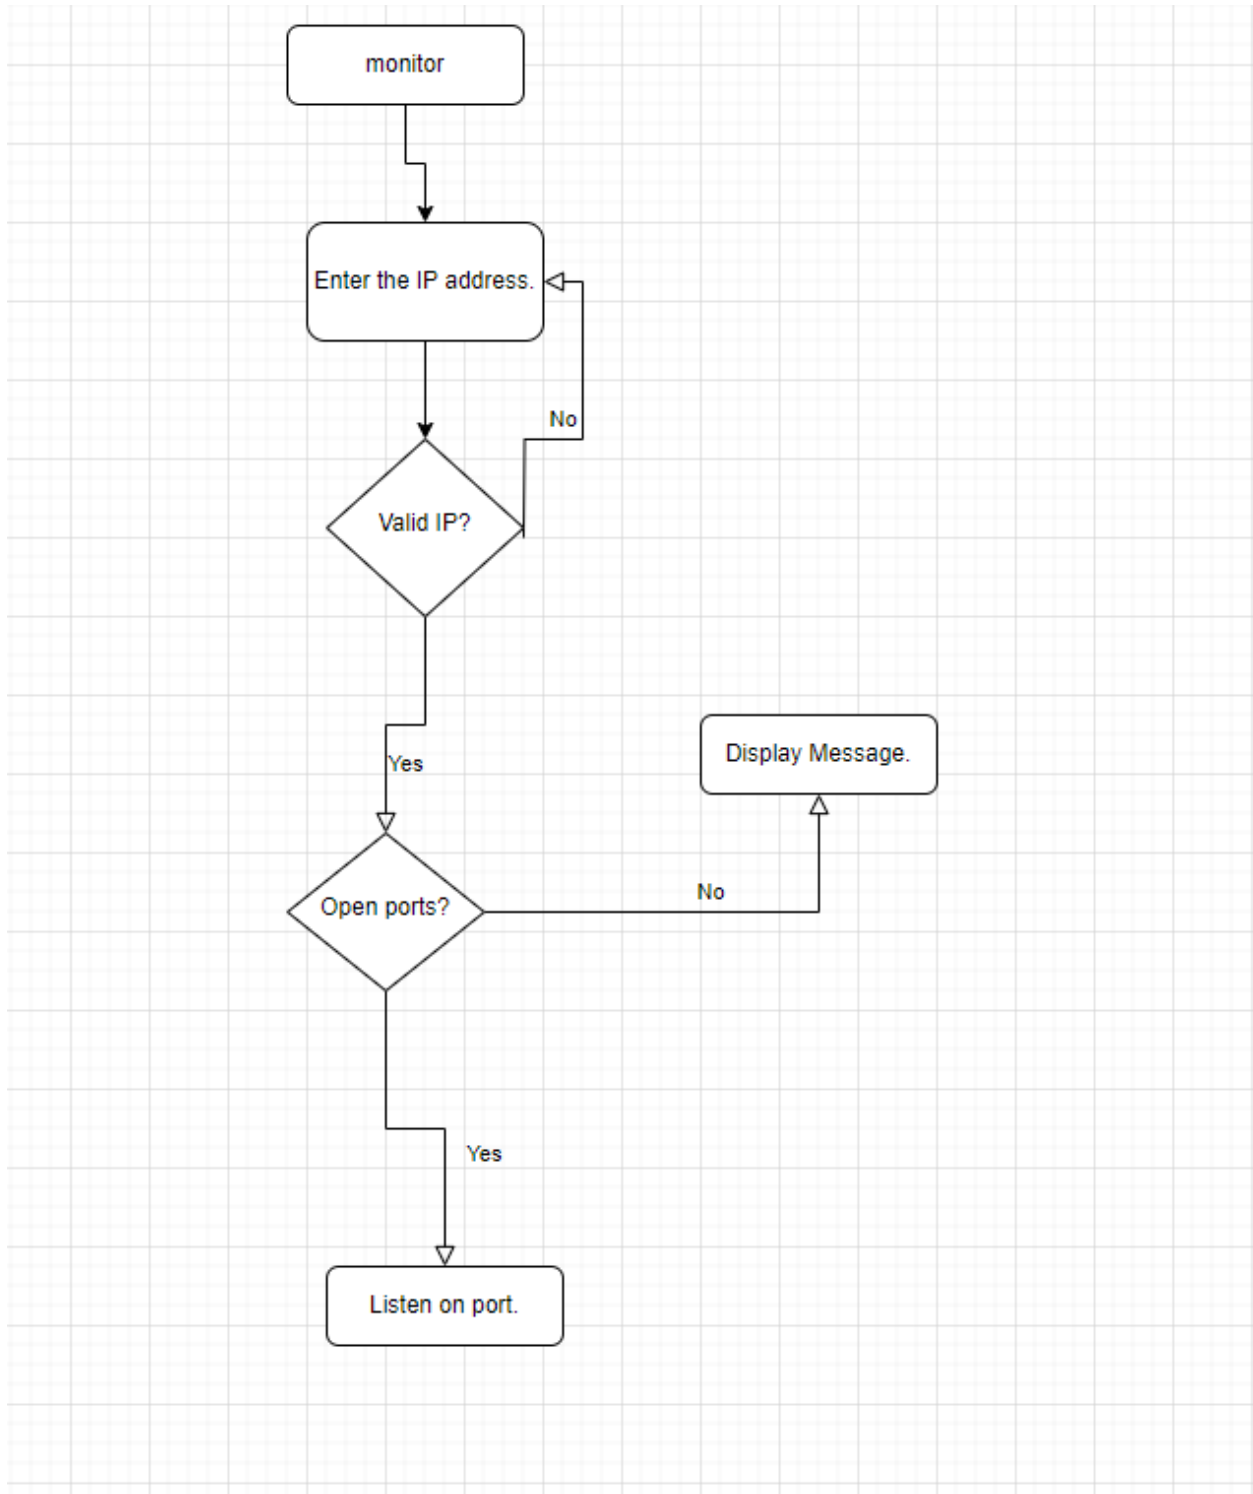 monitor
Enter the IP address.
No
Valid IP?
Yes
Display Message.
No
Open ports?
Yes
Listen on port.